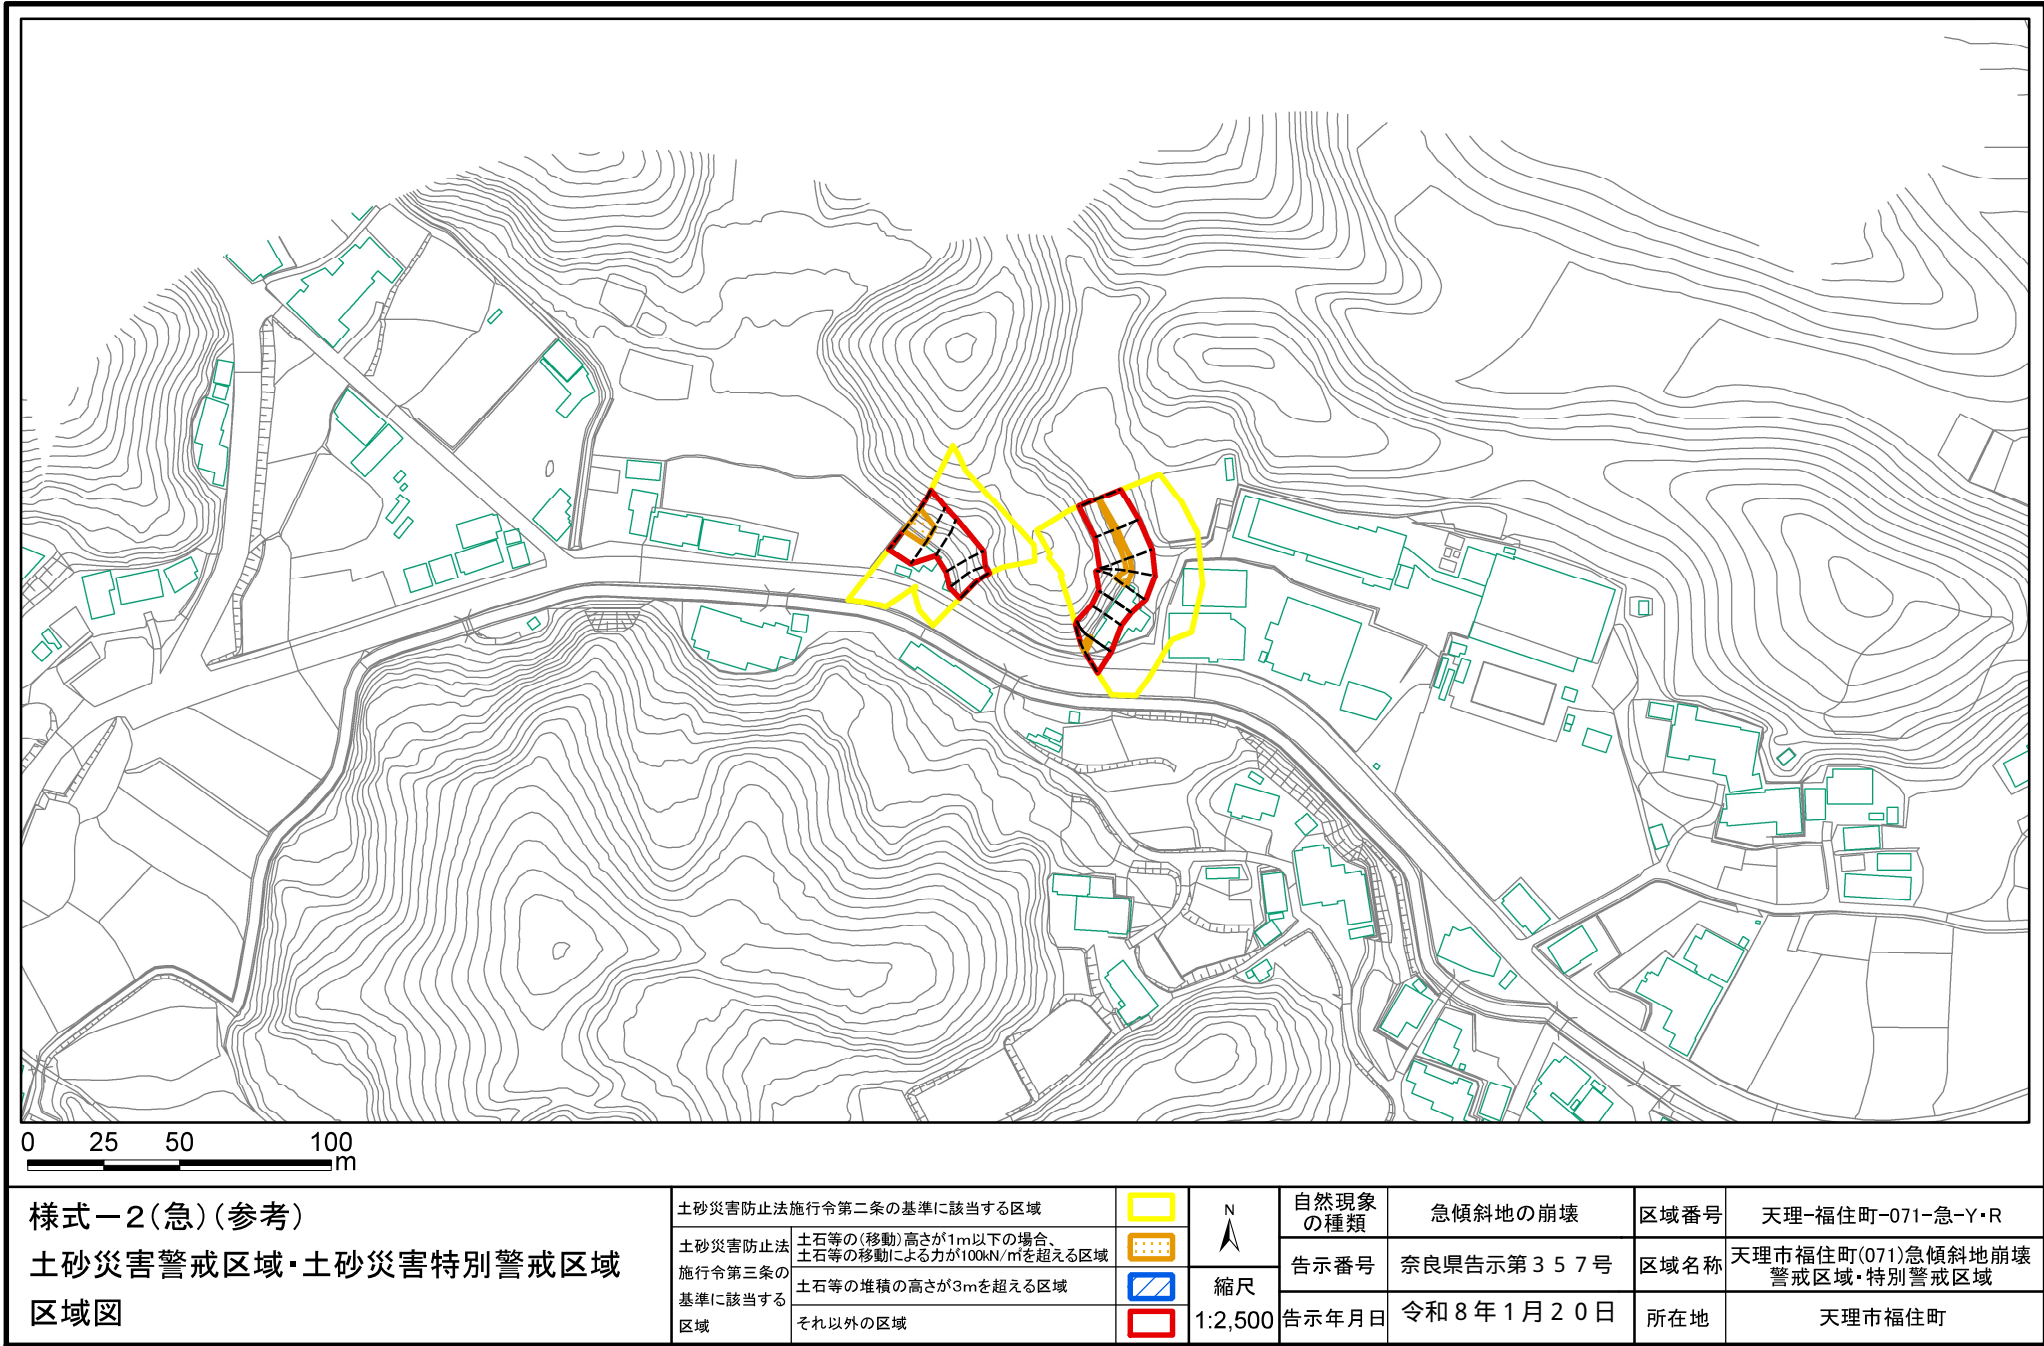 0 25 50 100
m
様式－2(急)(参考)
土砂災害警戒区域・土砂災害特別警戒区域
区域図
土砂災害防止法施行令第二条の基準に該当する区域
土砂災害防止法
施行令第三条の
基準に該当する
区域
土石等の(移動)高さが1m以下の場合、
土石等の移動による力が100kN/㎡を超える区域
土石等の堆積の高さが3mを超える区域
それ以外の区域
N
縮尺
1:2,500
自然現象
の種類
急傾斜地の崩壊
区域番号
天理-福住町-071-急-Y・R
告示番号
奈良県告示第３５７号
区域名称
天理市福住町(071)急傾斜地崩壊
警戒区域・特別警戒区域
告示年月日
令和８年１月２０日
所在地
天理市福住町